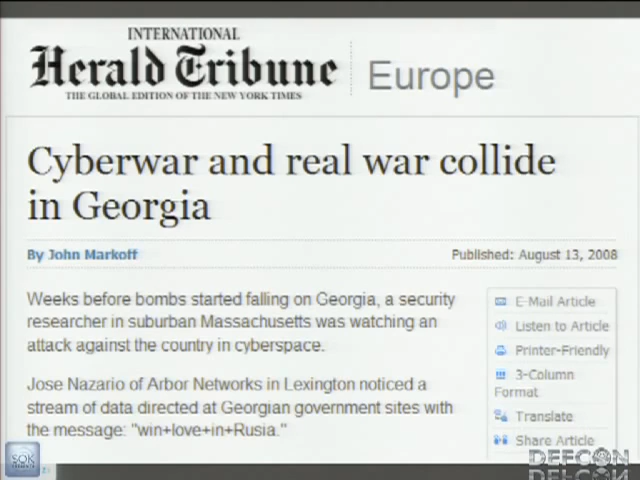 INTERNATIONAL
Herald Tribune
THE GLOBAL EDITION OF THE NEW YORK TIMES
Europe
Cyberwar and real war collide
in Georgia
By John Markoff
Published: August 13, 2008
Weeks before bombs started falling on Georgia, a security
researcher in suburban Massachusetts was watching an
attack against the country in cyberspace.
Jose Nazario of Arbor Networks in Lexington noticed a
stream of data directed at Georgian government sites with
the message: "win+love+in+Rusia."
E-Mail Article
Listen to Article
Printer-Friendly
3-Column
Format
Translate
Share Article
SOK
DEFCON